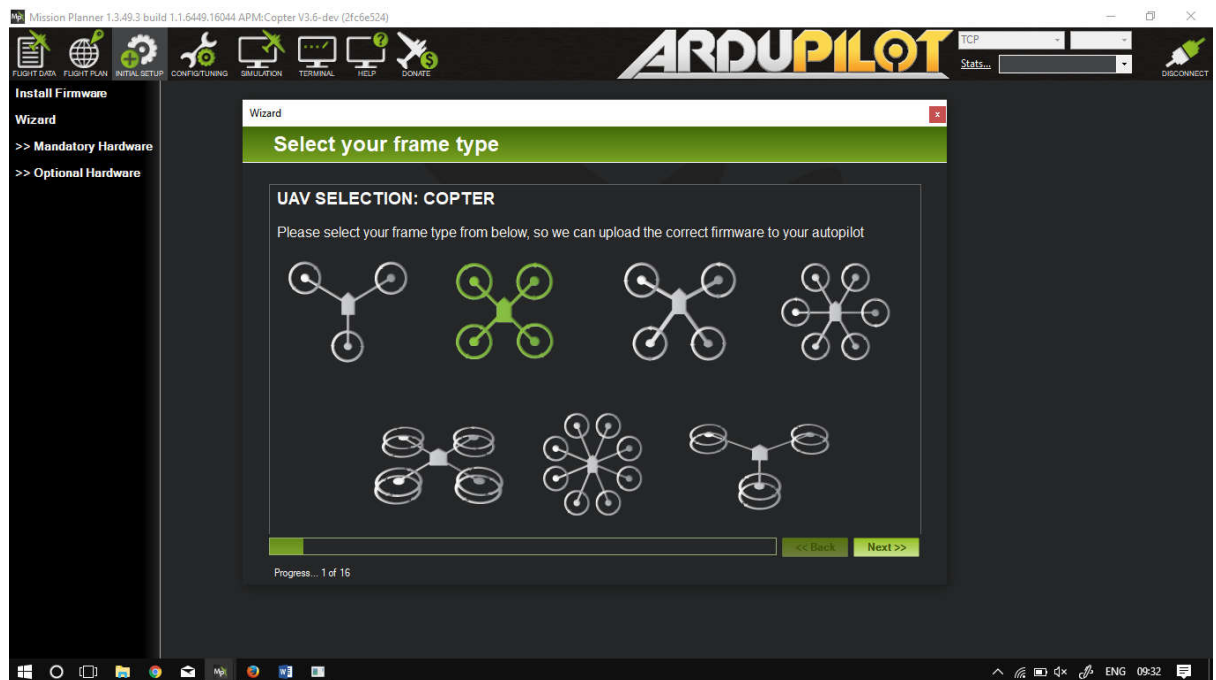 Mission Planner 1.3.49.3 build 1.1.6449.16044 APM:Copter V3.6-dev (2fc6e524)
FLIGHT DATA FLIGHT PLAN INITIAL SETUP CONFIG/TUNING SIMULATION TERMINAL HELP DONATE
ARDUPILOT
TCP
Stats...
DISCONNECT
Install Firmware
Wizard
>> Mandatory Hardware
>> Optional Hardware
Wizard
x
Select your frame type
UAV SELECTION: COPTER
Please select your frame type from below, so we can upload the correct firmware to your autopilot
<< Back Next >>
Progress... 1 of 16
ENG 09:32